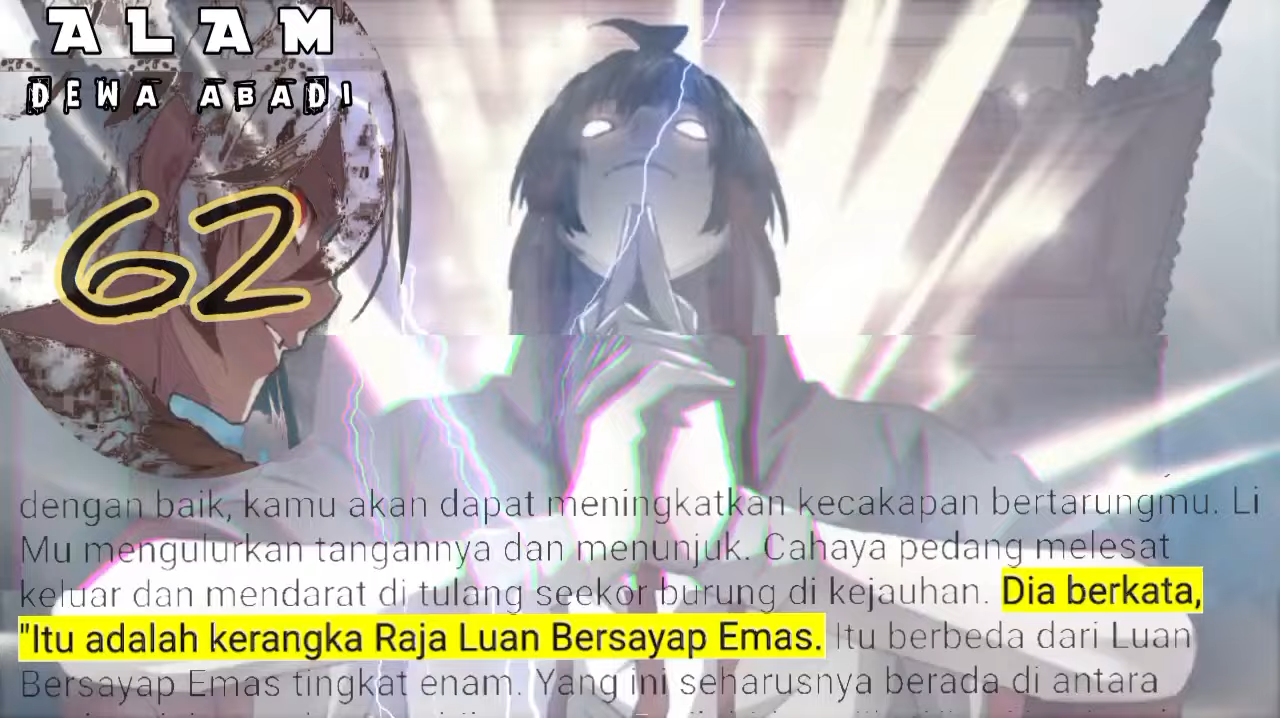 ALAM
DEWA ABADI
62
dengan baik, kamu akan dapat meningkatkan kecakapan bertarungmu. Li
Mu mengulurkan tangannya dan menunjuk. Cahaya pedang melesat
keluar dan mendarat di tulang seekor burung di kejauhan. Dia berkata,
"Itu adalah kerangka Raja Luan Bersayap Emas. Itu berbeda dari Luan
Bersayap Emas tingkat enam. Yang ini seharusnya berada di antara